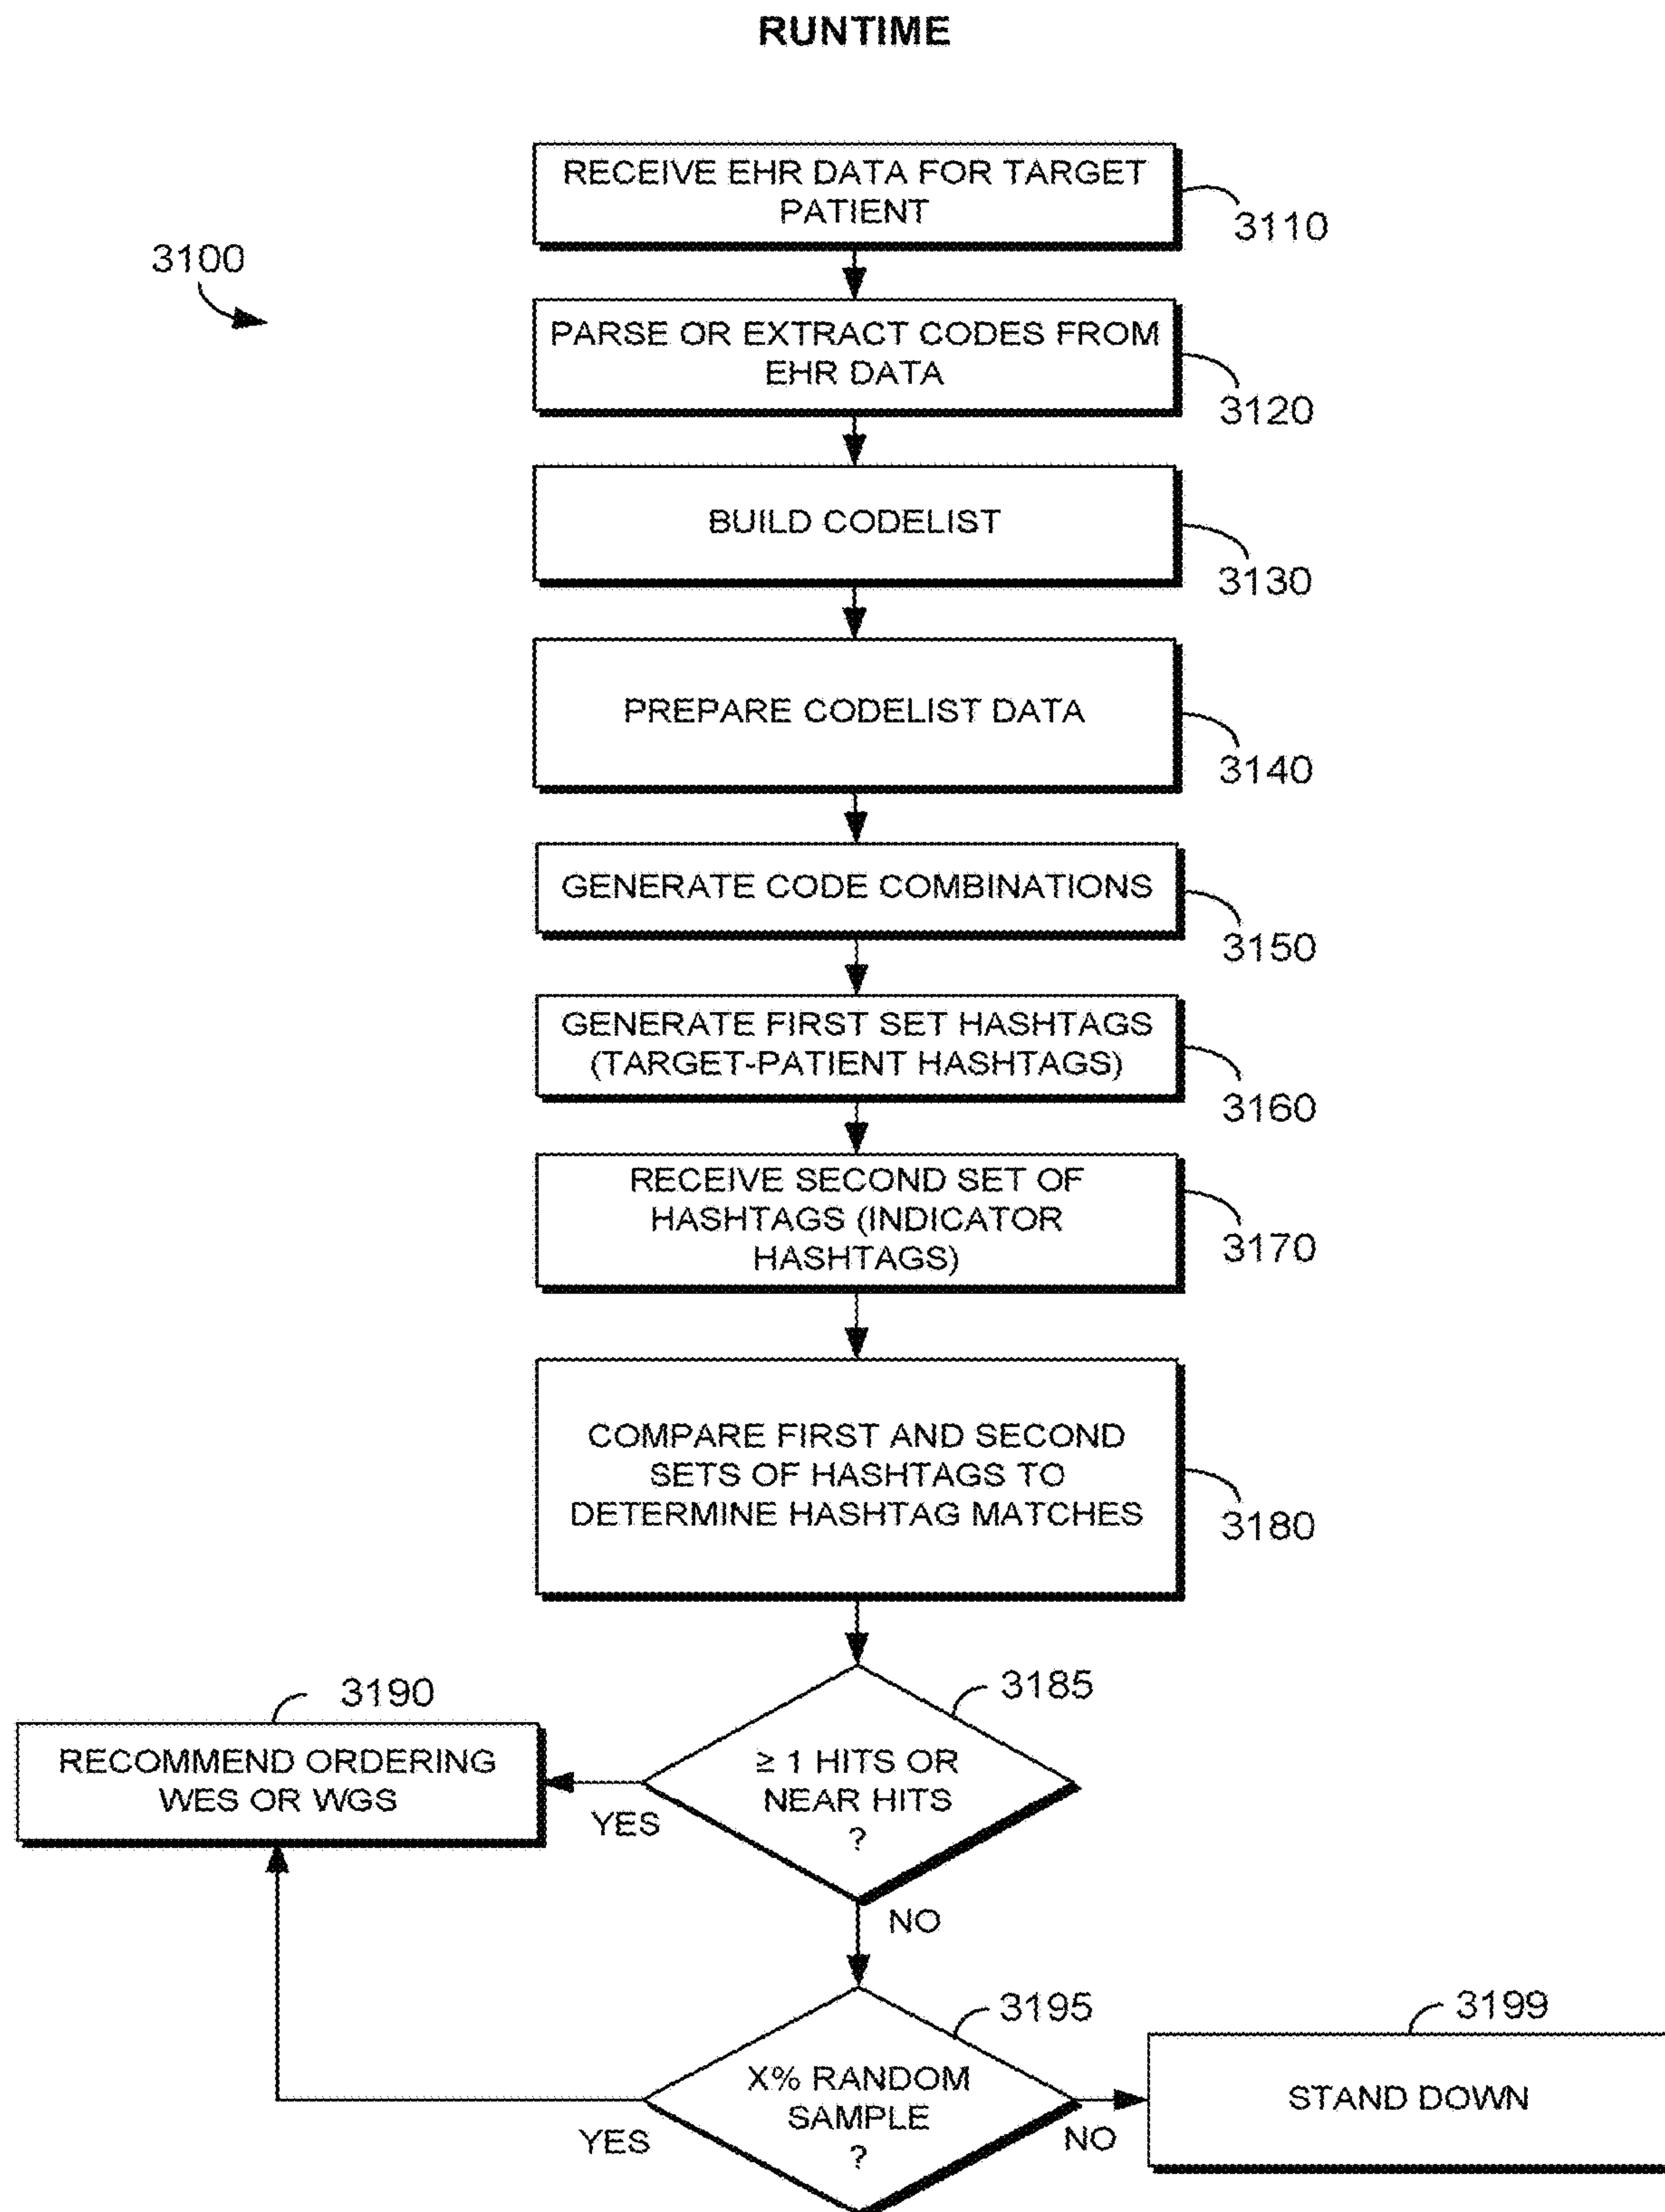 RUNTIME
RECEIVE EHR DATA FOR TARGET
PATIENT
3110
3100
PARSE OR EXTRACT CODES FROM
EHR DATA
3120
BUILD CODELIST
3130
PREPARE CODELIST DATA
3140
GENERATE CODE COMBINATIONS
3150
GENERATE FIRST SET HASHTAGS
(TARGET-PATIENT HASHTAGS)
3160
RECEIVE SECOND SET OF
HASHTAGS (INDICATOR
HASHTAGS)
3170
COMPARE FIRST AND SECOND
SETS OF HASHTAGS TO
DETERMINE HASHTAG MATCHES
3180
3185
≥ 1 HITS OR
NEAR HITS
?
YES
3190
RECOMMEND ORDERING
WES OR WGS
NO
3195
X% RANDOM
SAMPLE
?
YES
NO
3199
STAND DOWN